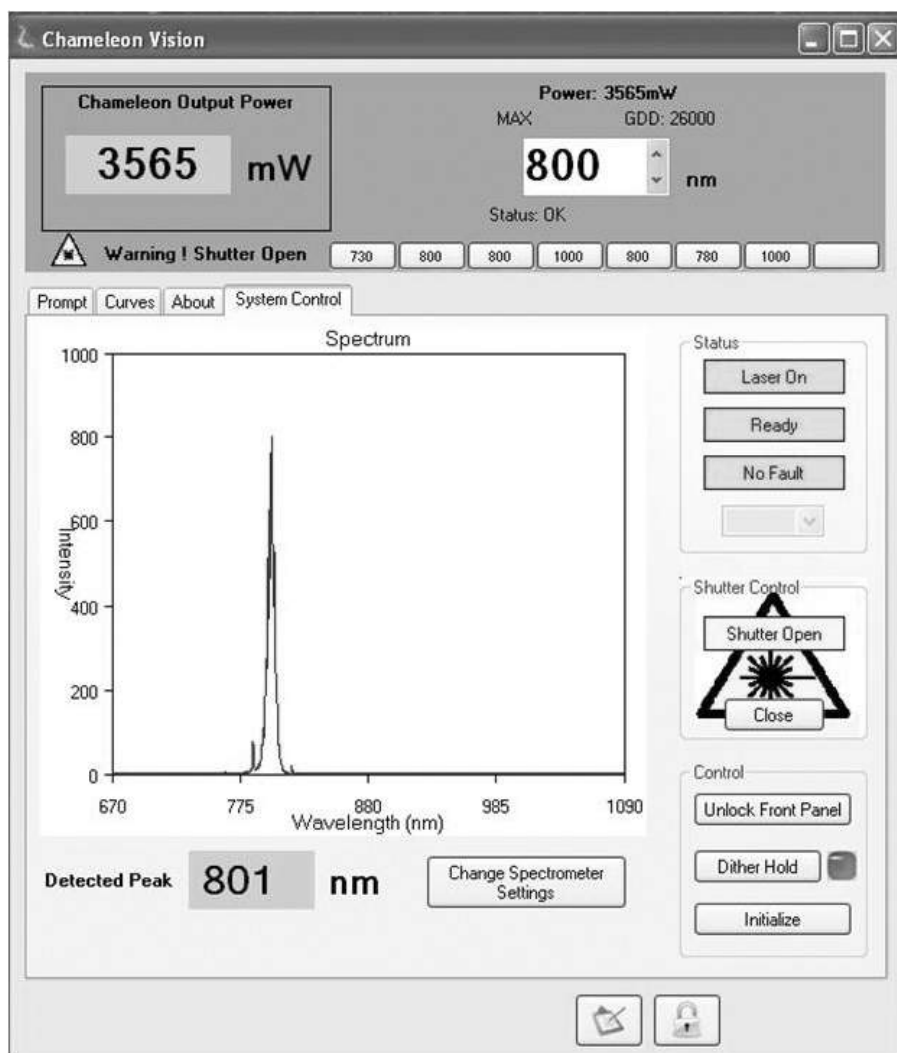 Chameleon Vision
Chameleon Output Power
3565 mW
Power: 3565mW
MAX GDD: 26000
800 nm
Status: OK
Warning ! Shutter Open
730 800 800 1000 800 780 1000
Prompt Curves About System Control
Spectrum
1000
800
600
400
200
0
Intensity
670 775 880 985 1090
Wavelength (nm)
Detected Peak 801 nm
Change Spectrometer
Settings
Status
Laser On
Ready
No Fault
Shutter Control
Shutter Open
Close
Control
Unlock Front Panel
Dither Hold
Initialize